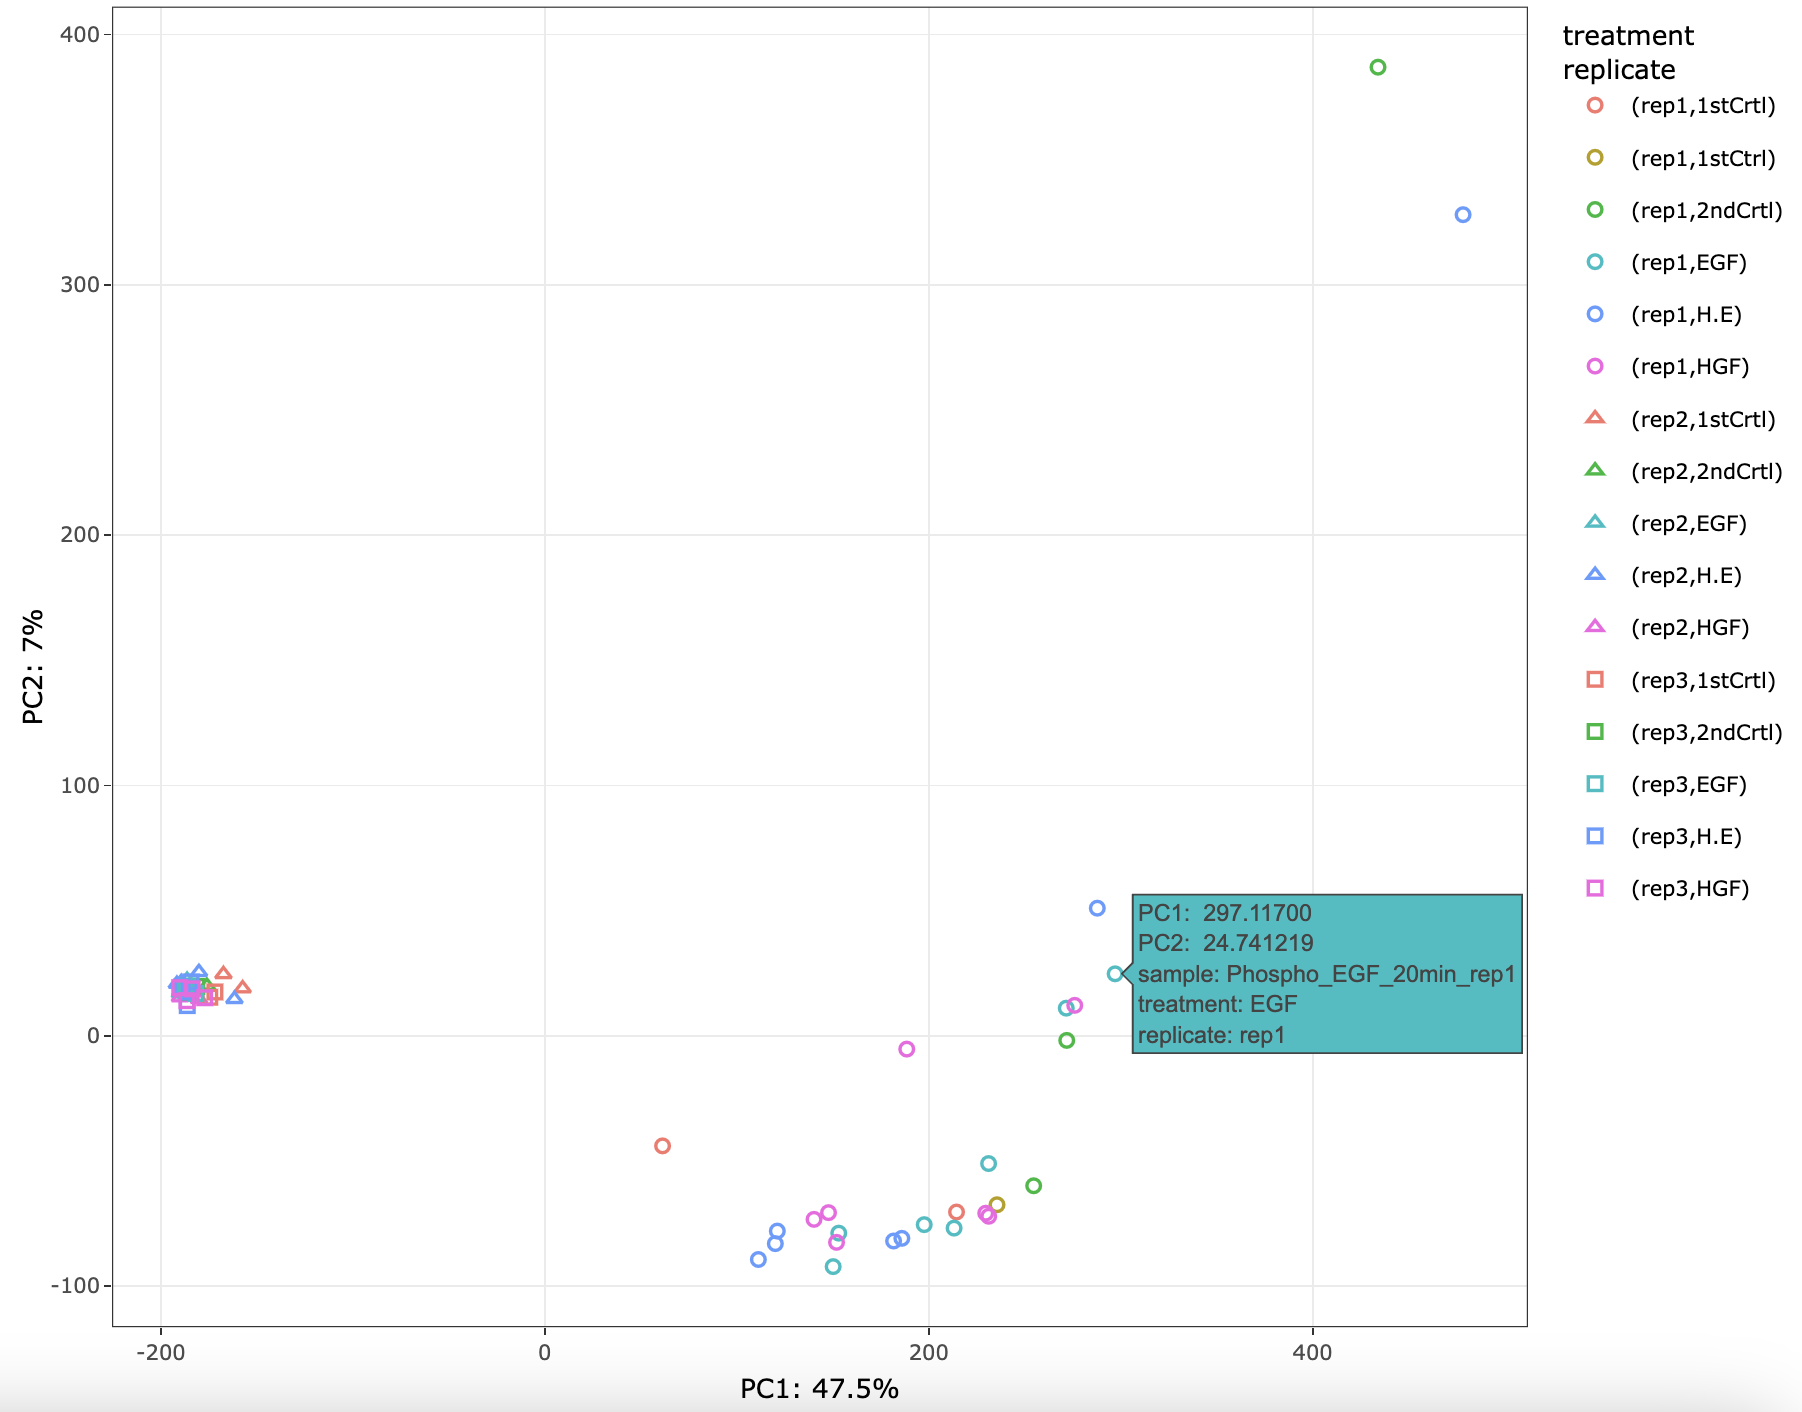 400
300
200
100
0
-100
PC2: 7%
-200
0
200
400
PC1: 47.5%
PC1: 297.11700
PC2: 24.741219
sample: Phospho_EGF_20min_rep1
treatment: EGF
replicate: rep1
treatment
replicate
(rep1,1stCrtl)
(rep1,1stCtrl)
(rep1,2ndCrtl)
(rep1,EGF)
(rep1,H.E)
(rep1,HGF)
(rep2,1stCrtl)
(rep2,2ndCrtl)
(rep2,EGF)
(rep2,H.E)
(rep2,HGF)
(rep3,1stCrtl)
(rep3,2ndCrtl)
(rep3,EGF)
(rep3,H.E)
(rep3,HGF)